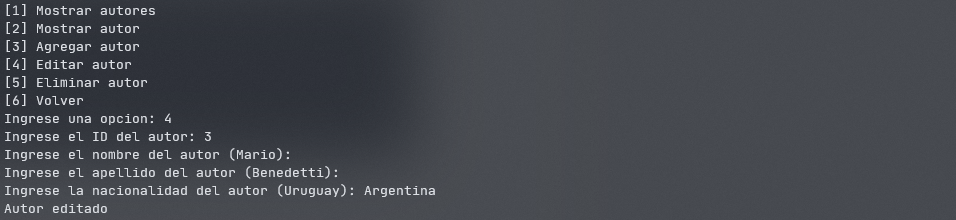 [1] Mostrar autores
[2] Mostrar autor
[3] Agregar autor
[4] Editar autor
[5] Eliminar autor
[6] Volver
Ingrese una opcion: 4
Ingrese el ID del autor: 3
Ingrese el nombre del autor (Mario):
Ingrese el apellido del autor (Benedetti):
Ingrese la nacionalidad del autor (Uruguay): Argentina
Autor editado